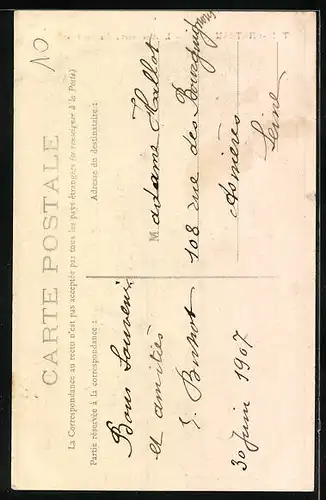 10
CARTE POSTALE
La Correspondance au recto n'est pas acceptée par tous les pays étrangers (se renseigner à la Poste)
Partie réservée à la correspondance :
Bons souvenirs
et amitiés
30 Juin 1907
Adresse du destinataire :
Madame Hallot
108 rue des Bourguignons
Asnières
Seine